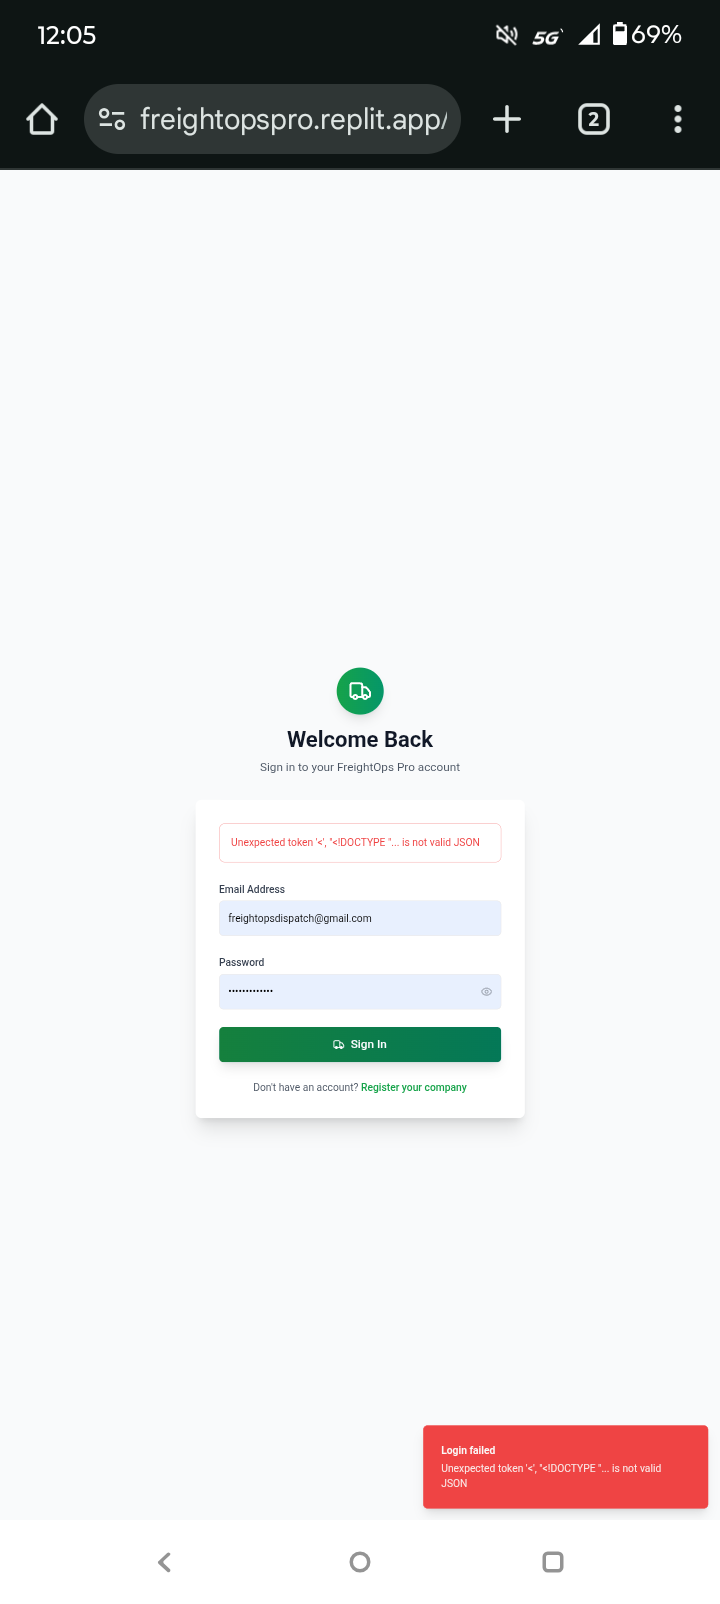 12:05
5G
69%
freightopspro.replit.app/
2
Welcome Back
Sign in to your FreightOps Pro account
Unexpected token '<', "<!DOCTYPE "... is not valid JSON
Email Address
freightopsdispatch@gmail.com
Password
•••••••••••••
Sign In
Don't have an account? Register your company
Login failed
Unexpected token '<', "<!DOCTYPE "... is not valid
JSON